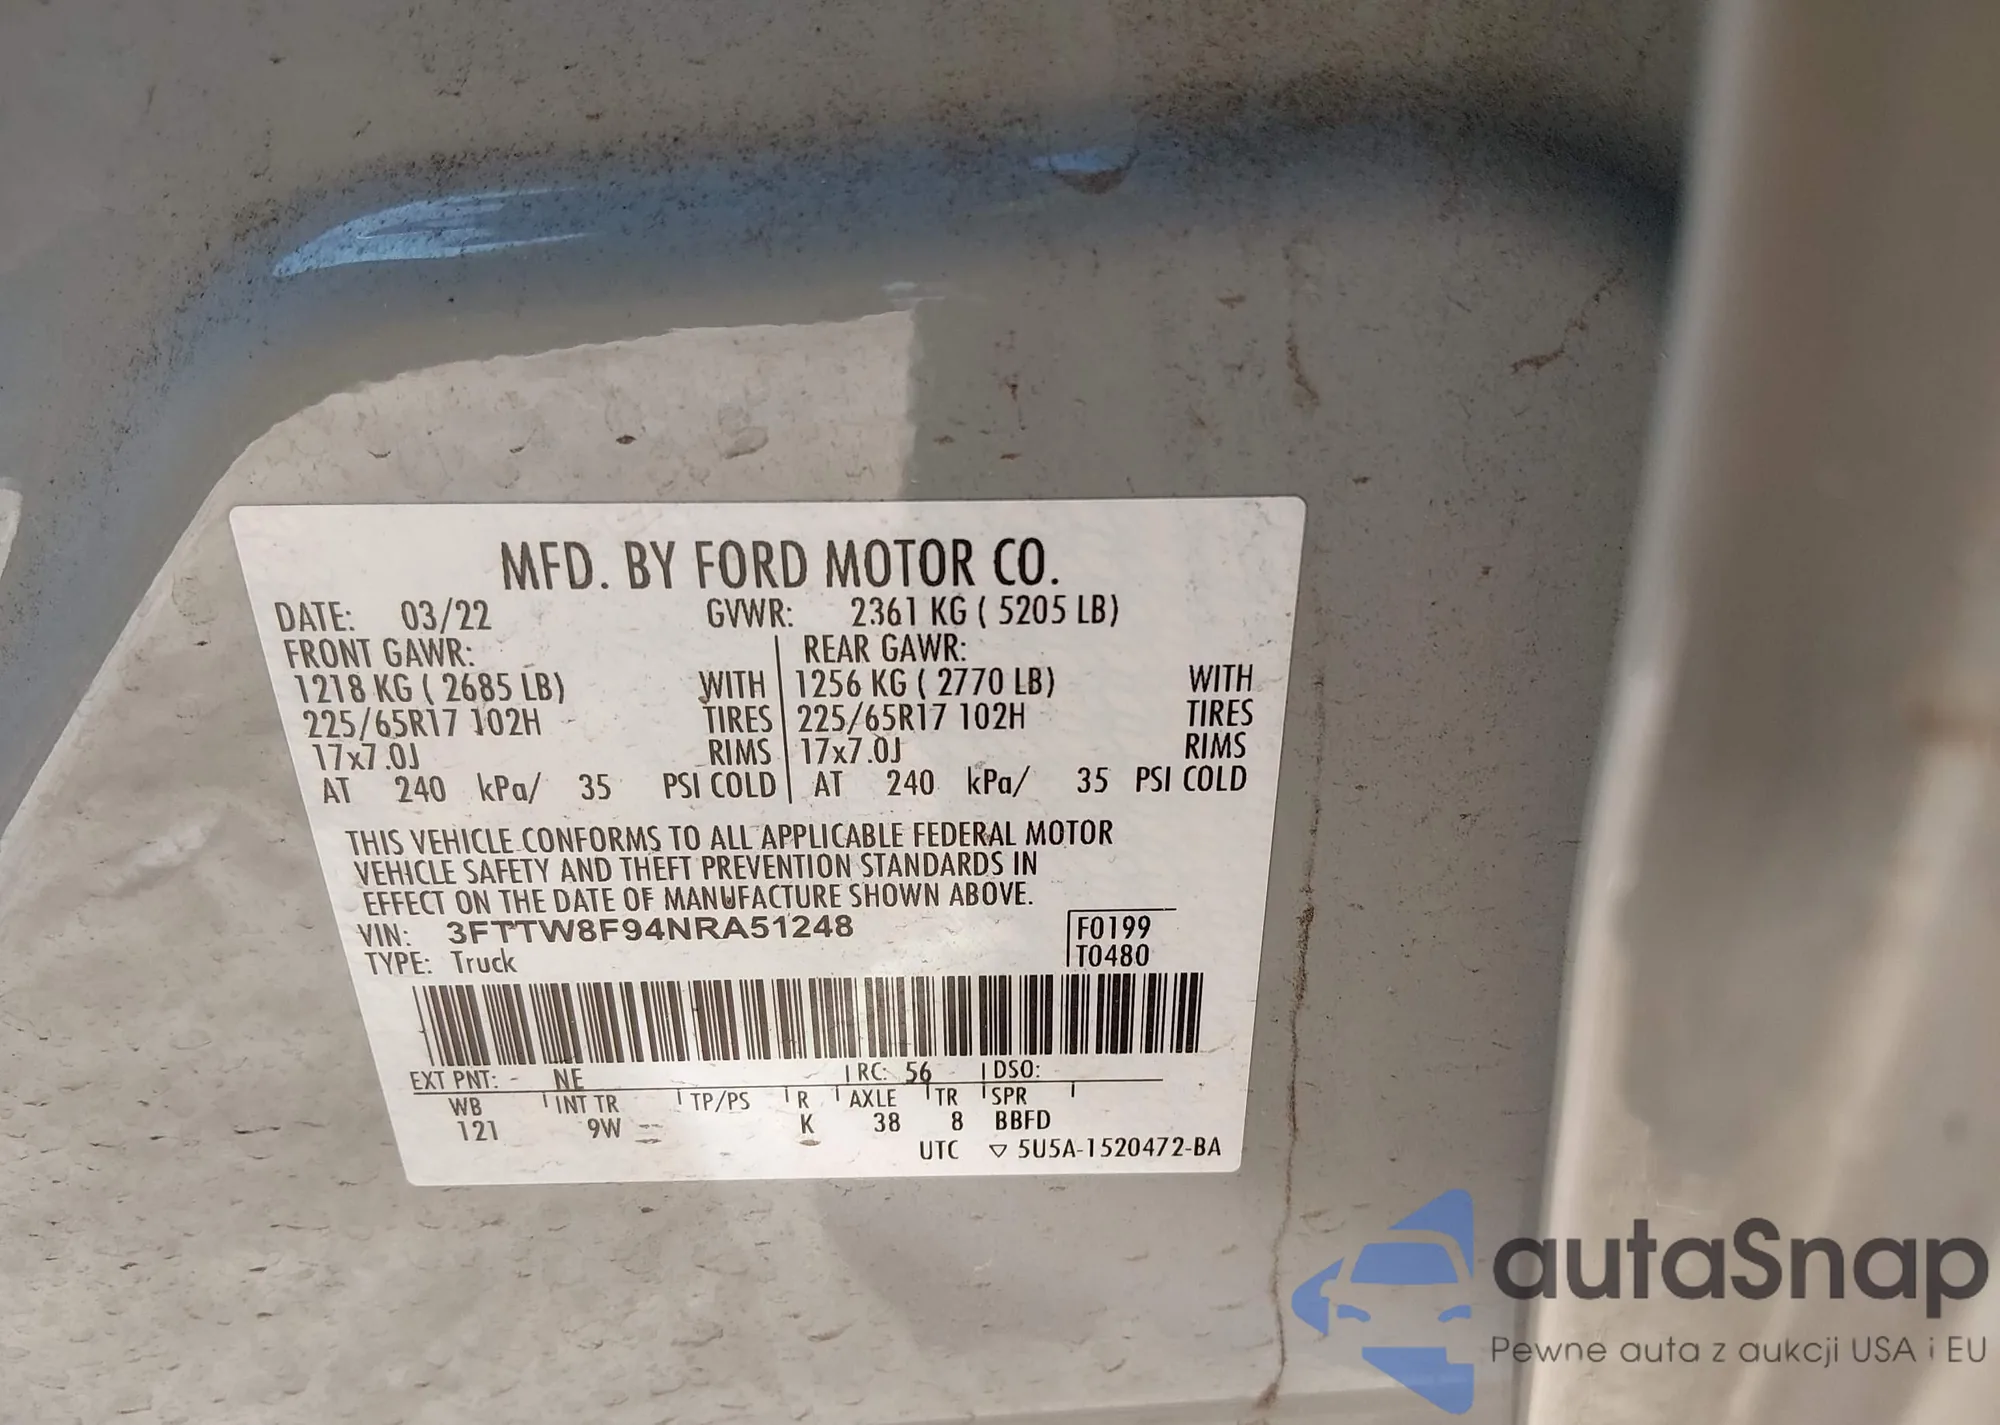 MFD. BY FORD MOTOR CO.
DATE: 03/22 GVWR: 2361 KG ( 5205 LB)
FRONT GAWR: REAR GAWR:
1218 KG ( 2685 LB) WITH 1256 KG ( 2770 LB) WITH
225/65R17 102H TIRES 225/65R17 102H TIRES
17x7.0J RIMS 17x7.0J RIMS
AT 240 kPa/ 35 PSI COLD AT 240 kPa/ 35 PSI COLD
THIS VEHICLE CONFORMS TO ALL APPLICABLE FEDERAL MOTOR
VEHICLE SAFETY AND THEFT PREVENTION STANDARDS IN
EFFECT ON THE DATE OF MANUFACTURE SHOWN ABOVE.
VIN: 3FTTW8F94NRA51248 F0199
TYPE: Truck T0480
EXT PNT: - NE RC: 56 DSO:
WB INT TR TP/PS R AXLE TR SPR
121 9W -- K 38 8 BBFD
UTC ▽ 5U5A-1520472-BA
autaSnap
Pewne auta z aukcji USA i EU